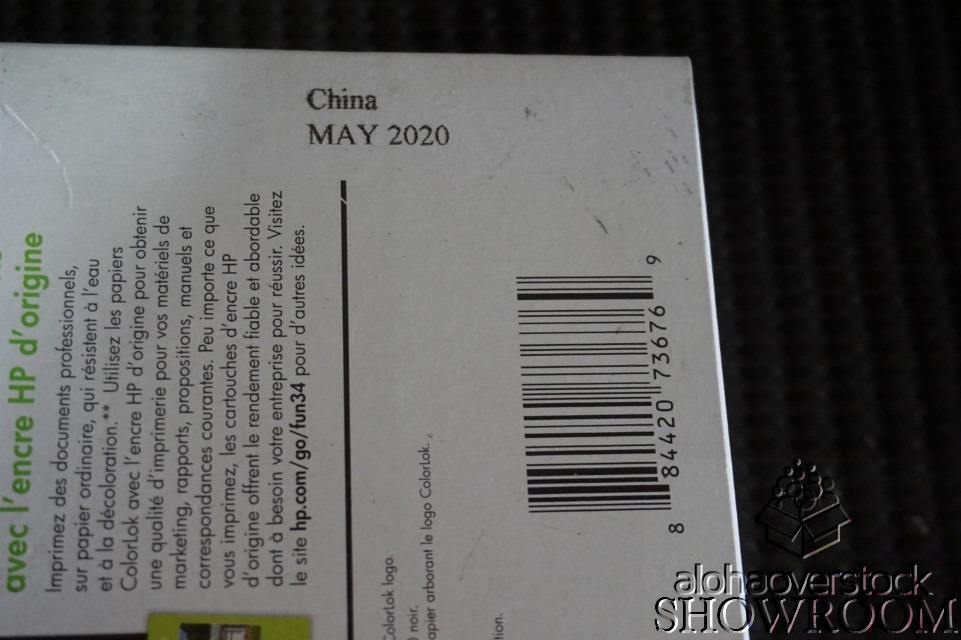 China
MAY 2020
avec l'encre HP d'origine
Imprimez des documents professionnels,
sur papier ordinaire, qui résistent à l'eau
et à la décoloration.** Utilisez les papiers
ColorLok avec l'encre HP d'origine pour obtenir
une qualité d'imprimerie pour vos matériels de
marketing, rapports, propositions, manuels et
correspondances courantes. Peu importe ce que
vous imprimez, les cartouches d'encre HP
d'origine offrent le rendement fiable et abordable
dont à besoin votre entreprise pour réussir. Visitez
le site hp.com/go/fun34 pour d'autres idées.
ColorLok logo.
noir.
papier arborant le logo ColorLok.
8 84420 73676 9
alohaoverstock
SHOWROOM